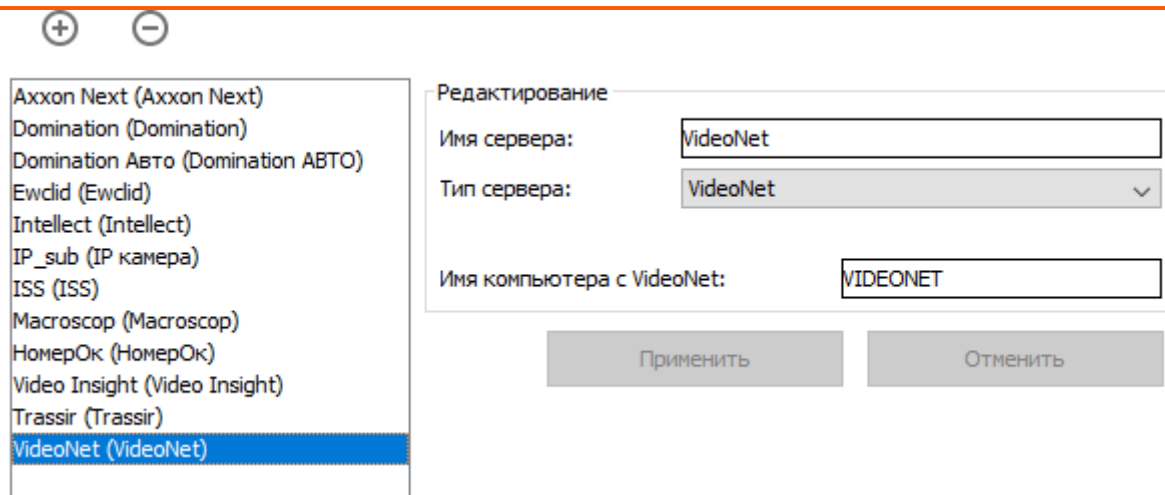 Axxon Next (Axxon Next)
Domination (Domination)
Domination Авто (Domination АВТО)
Ewclid (Ewclid)
Intellect (Intellect)
IP_sub (IP камера)
ISS (ISS)
Macroscop (Macroscop)
НомерОк (НомерОк)
Video Insight (Video Insight)
Trassir (Trassir)
VideoNet (VideoNet)
Редактирование
Имя сервера: VideoNet
Тип сервера: VideoNet
Имя компьютера с VideoNet: VIDEONET
Применить Отменить